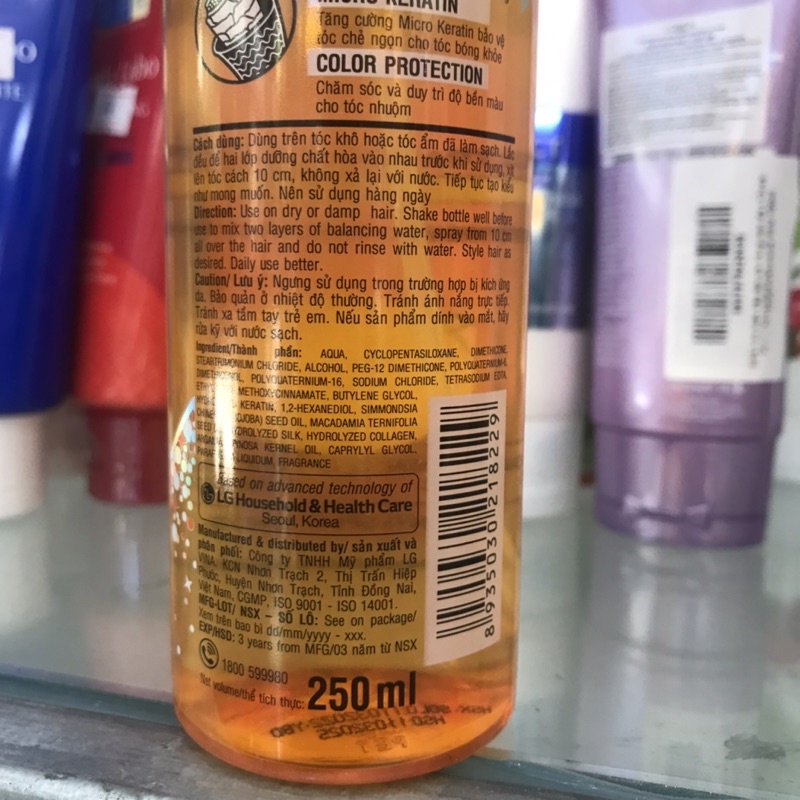 MICRO KERATIN
Tăng cường Micro Keratin bảo vệ
tóc chẻ ngọn cho tóc bóng khỏe
COLOR PROTECTION
Chăm sóc và duy trì độ bền màu
cho tóc nhuộm
Cách dùng: Dùng trên tóc khô hoặc tóc ẩm đã làm sạch. Lắc
đều để hai lớp dưỡng chất hòa vào nhau trước khi sử dụng, xịt
lên tóc cách 10 cm, không xả lại với nước. Tiếp tục tạo kiểu
như mong muốn. Nên sử dụng hàng ngày
Direction: Use on dry or damp hair. Shake bottle well before
use to mix two layers of balancing water, spray from 10 cm
all over the hair and do not rinse with water. Style hair as
desired. Daily use better.
Caution/ Lưu ý: Ngưng sử dụng trong trường hợp bị kích ứng
da. Bảo quản ở nhiệt độ thường. Tránh ánh nắng trực tiếp.
Tránh xa tầm tay trẻ em. Nếu sản phẩm dính vào mắt, hãy
rửa kỹ với nước sạch.
Ingredient/Thành phần: AQUA, CYCLOPENTASILOXANE, DIMETHICONE,
STEARTRIMONIUM CHLORIDE, ALCOHOL, PEG-12 DIMETHICONE, POLYQUATERNIUM-6,
POLYQUATERNIUM-16, SODIUM CHLORIDE, TETRASODIUM EDTA,
METHOXYCINNAMATE, BUTYLENE GLYCOL,
KERATIN, 1,2-HEXANEDIOL, SIMMONDSIA
(JOJOBA) SEED OIL, MACADAMIA TERNIFOLIA
SEED HYDROLYZED SILK, HYDROLYZED COLLAGEN,
KERNEL OIL, CAPRYLYL GLYCOL,
LIQUIDUM, FRAGRANCE
Based on advanced technology of
LG Household & Health Care
Seoul, Korea
Manufactured & distributed by/ sản xuất và
phân phối: Công ty TNHH Mỹ phẩm LG
VINA, KCN Nhơn Trạch 2, Thị Trấn Hiệp
Phước, Huyện Nhơn Trạch, Tỉnh Đồng Nai,
Việt Nam, CGMP, ISO 9001 - ISO 14001.
MFG-LOT/ NSX – SỐ LÔ: See on package/
Xem trên bao bì dd/mm/yyyy - xxx.
EXP/HSD: 3 years from MFG/03 năm từ NSX
1800 599980
Net volume/thể tích thực: 250 ml
8 935030 218229